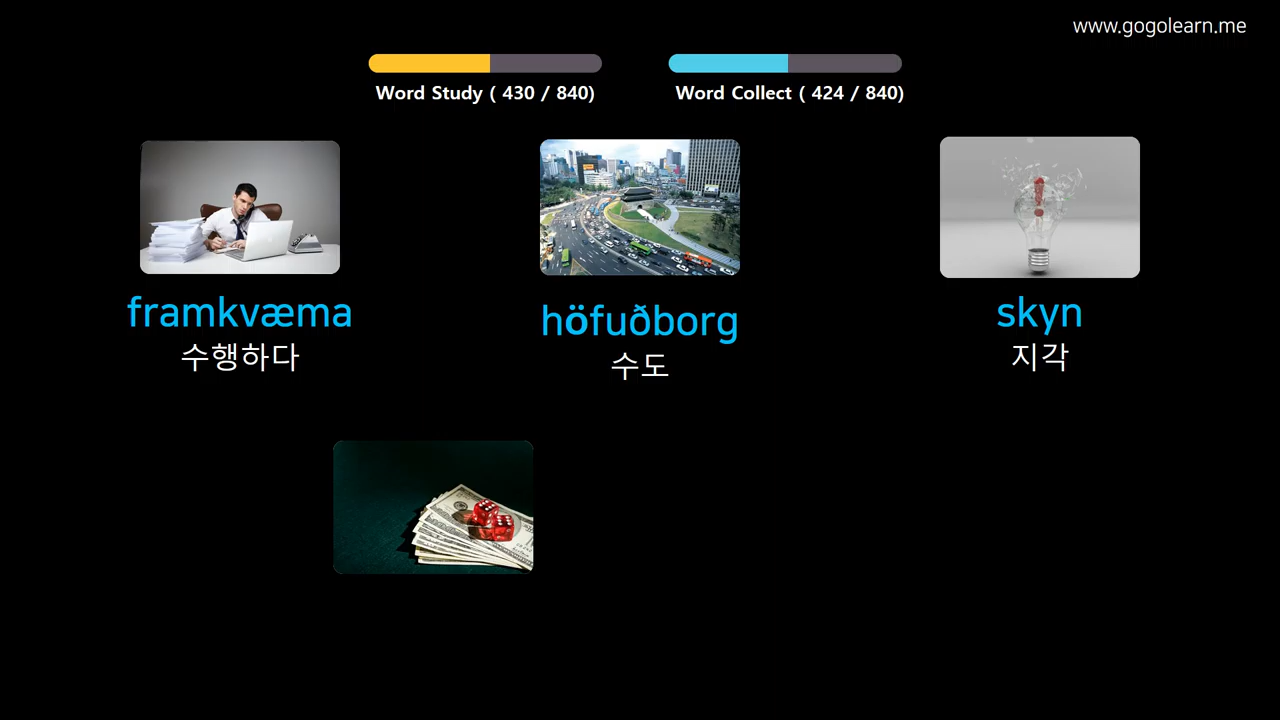 www.gogolearn.me
Word Study ( 430 / 840)
Word Collect ( 424 / 840)
framkvæma
수행하다
höfuðborg
수도
skyn
지각